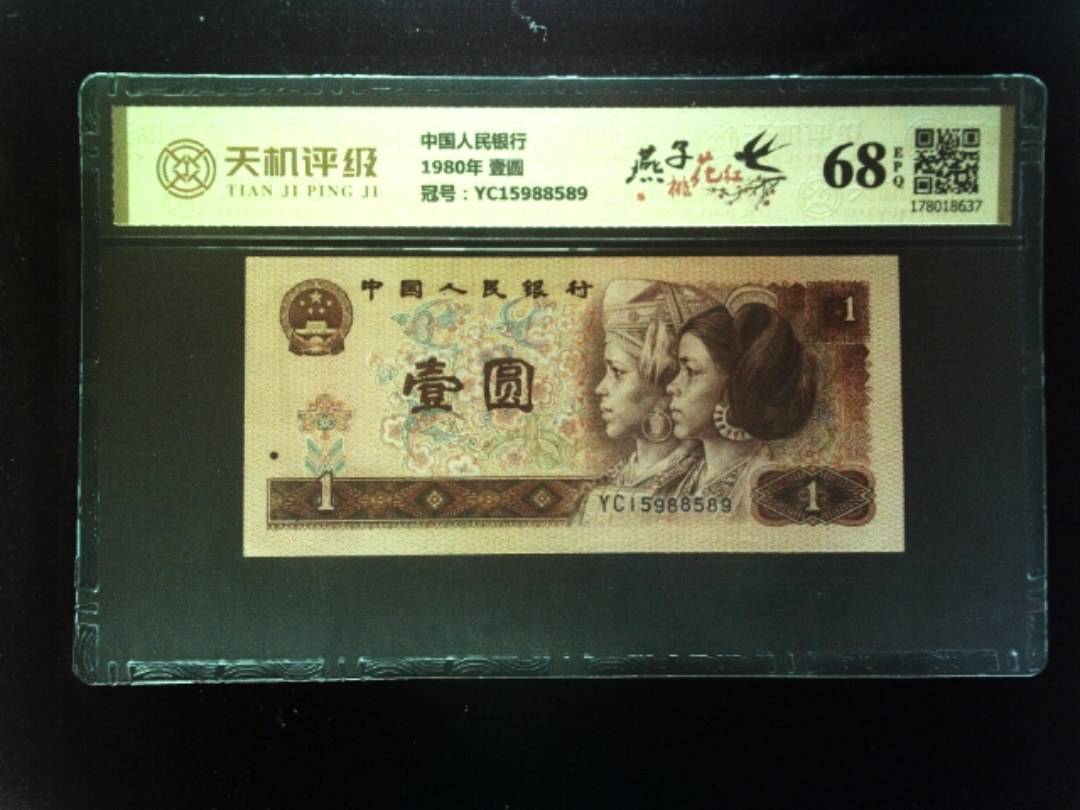 天机评级
TIAN JI PING JI
中国人民银行
1980年 壹圆
冠号：YC15988589
燕子
桃花红
68
EPQ
178018637
中国人民银行
1
壹圆
1
YC15988589
1